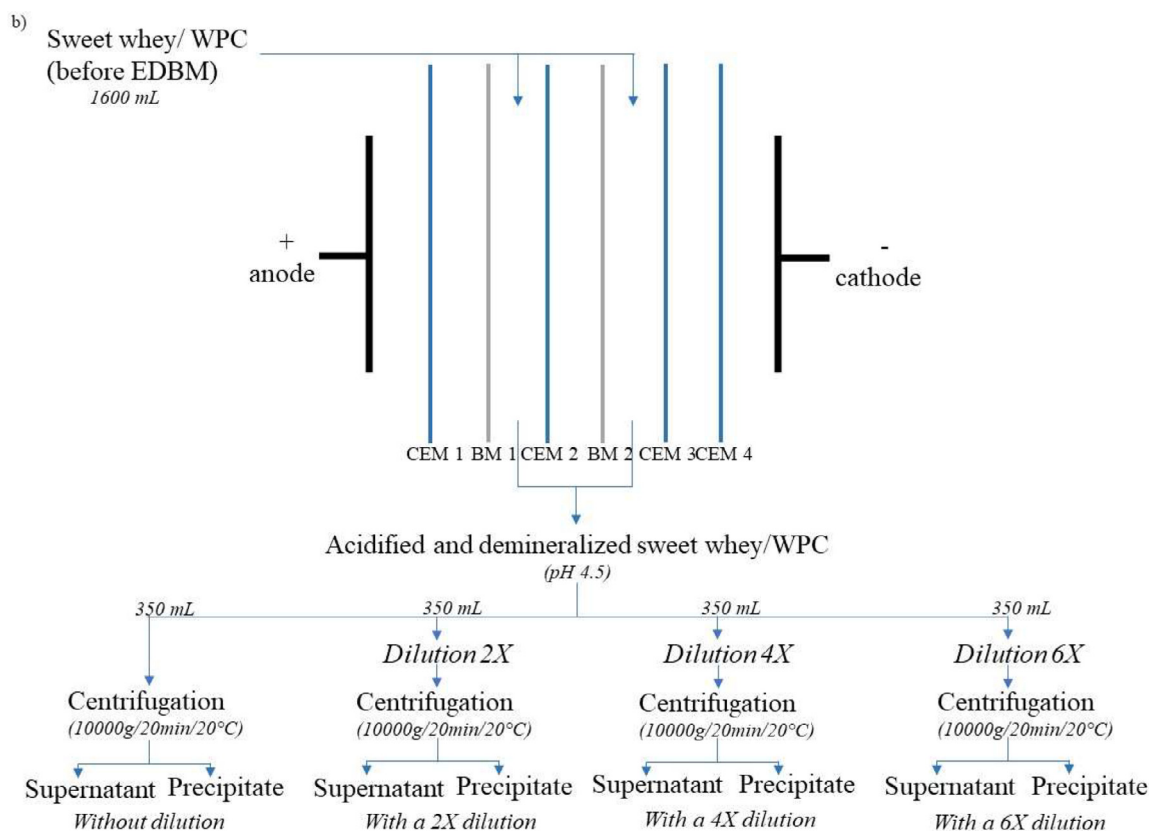 b)
Sweet whey/ WPC
(before EDBM)
1600 mL
+
anode
-
cathode
CEM 1 BM 1 CEM 2 BM 2 CEM 3 CEM 4
Acidified and demineralized sweet whey/WPC
(pH 4.5)
350 mL 350 mL 350 mL 350 mL
Dilution 2X Dilution 4X Dilution 6X
Centrifugation Centrifugation Centrifugation Centrifugation
(10000g/20min/20°C) (10000g/20min/20°C) (10000g/20min/20°C) (10000g/20min/20°C)
Supernatant Precipitate Supernatant Precipitate Supernatant Precipitate Supernatant Precipitate
Without dilution With a 2X dilution With a 4X dilution With a 6X dilution